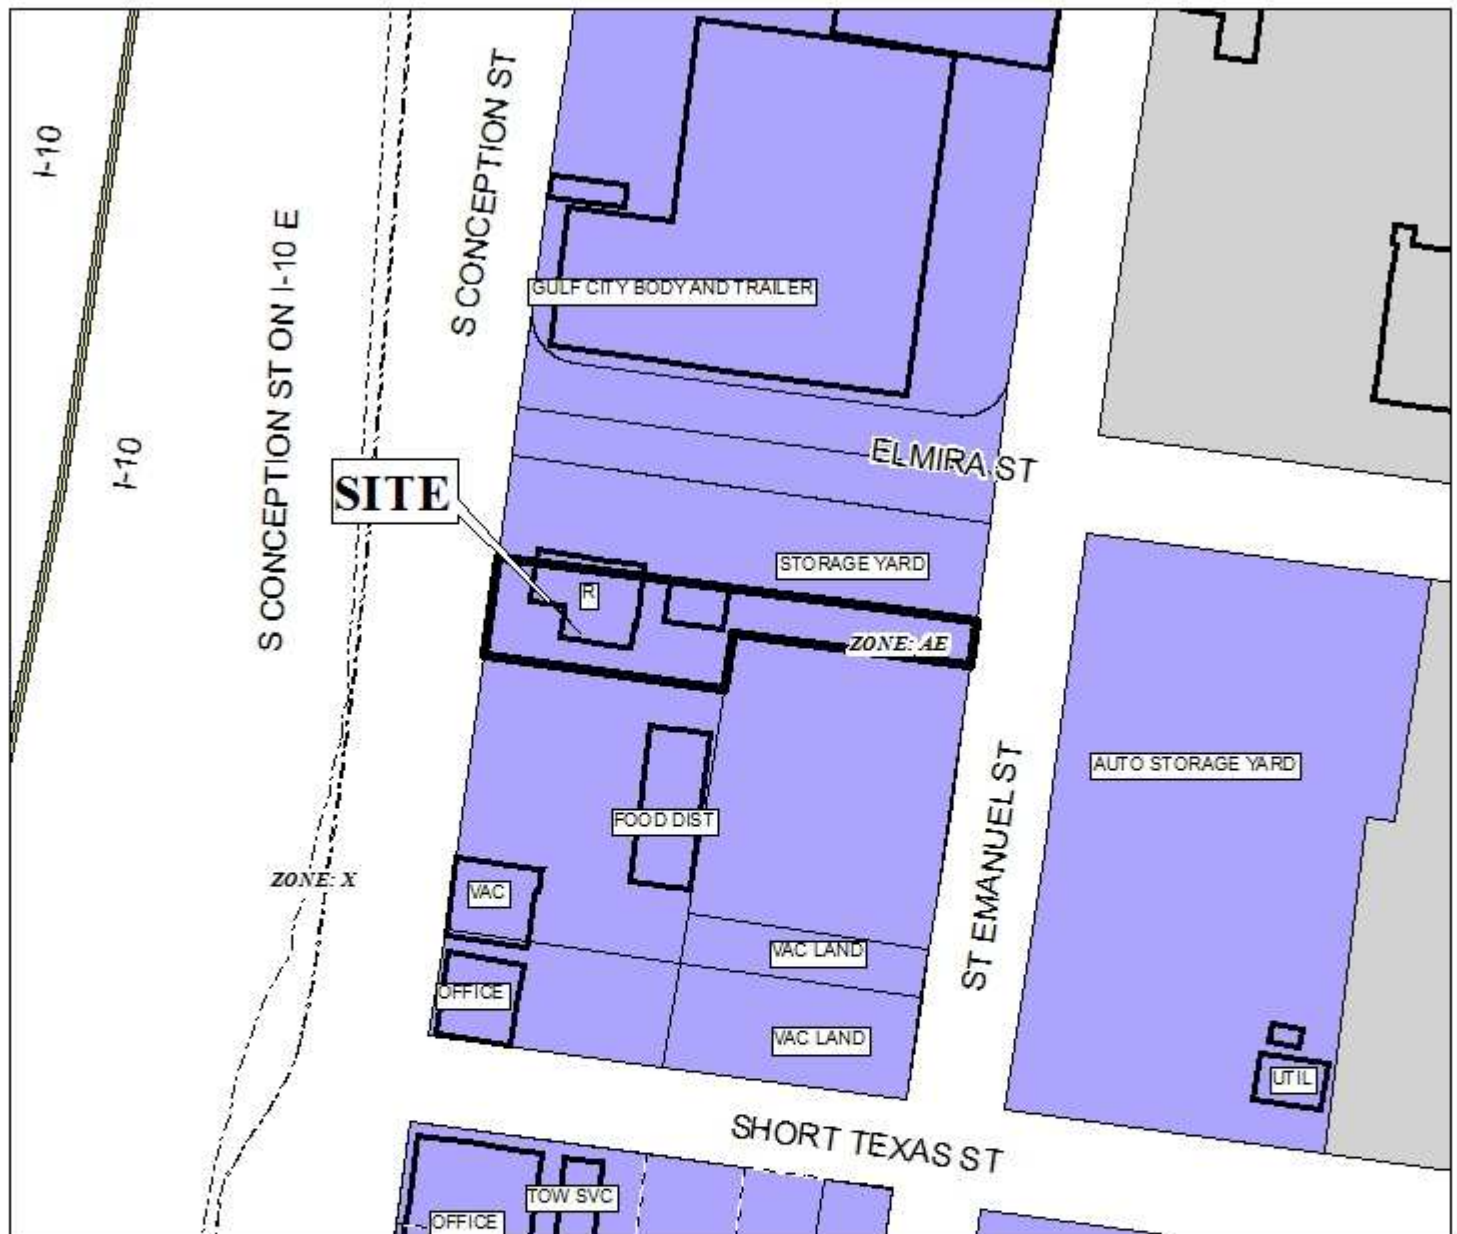 I-10
S CONCEPTION ST
S CONCEPTION ST ON I-10 E
GULF CITY BODY AND TRAILER
I-10
ELMIRA ST
SITE
STORAGE YARD
R
ZONE: AE
AUTO STORAGE YARD
FOOD DIST
ST EMANUEL ST
ZONE: X
VAC
VAC LAND
OFFICE
VAC LAND
UTIL
SHORT TEXAS ST
TOW SVC
OFFICE